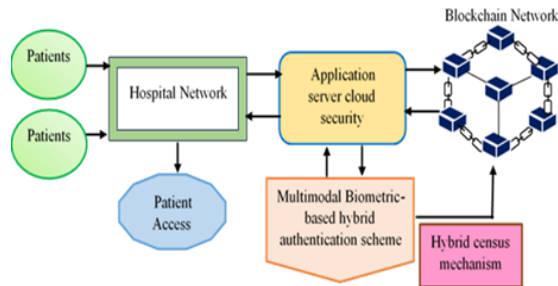 Blockchain Network
Patients
Hospital Network
Application
server cloud
security
Patients
Patient
Access
Multimodal Biometric-
based hybrid
authentication scheme
Hybrid census
mechanism